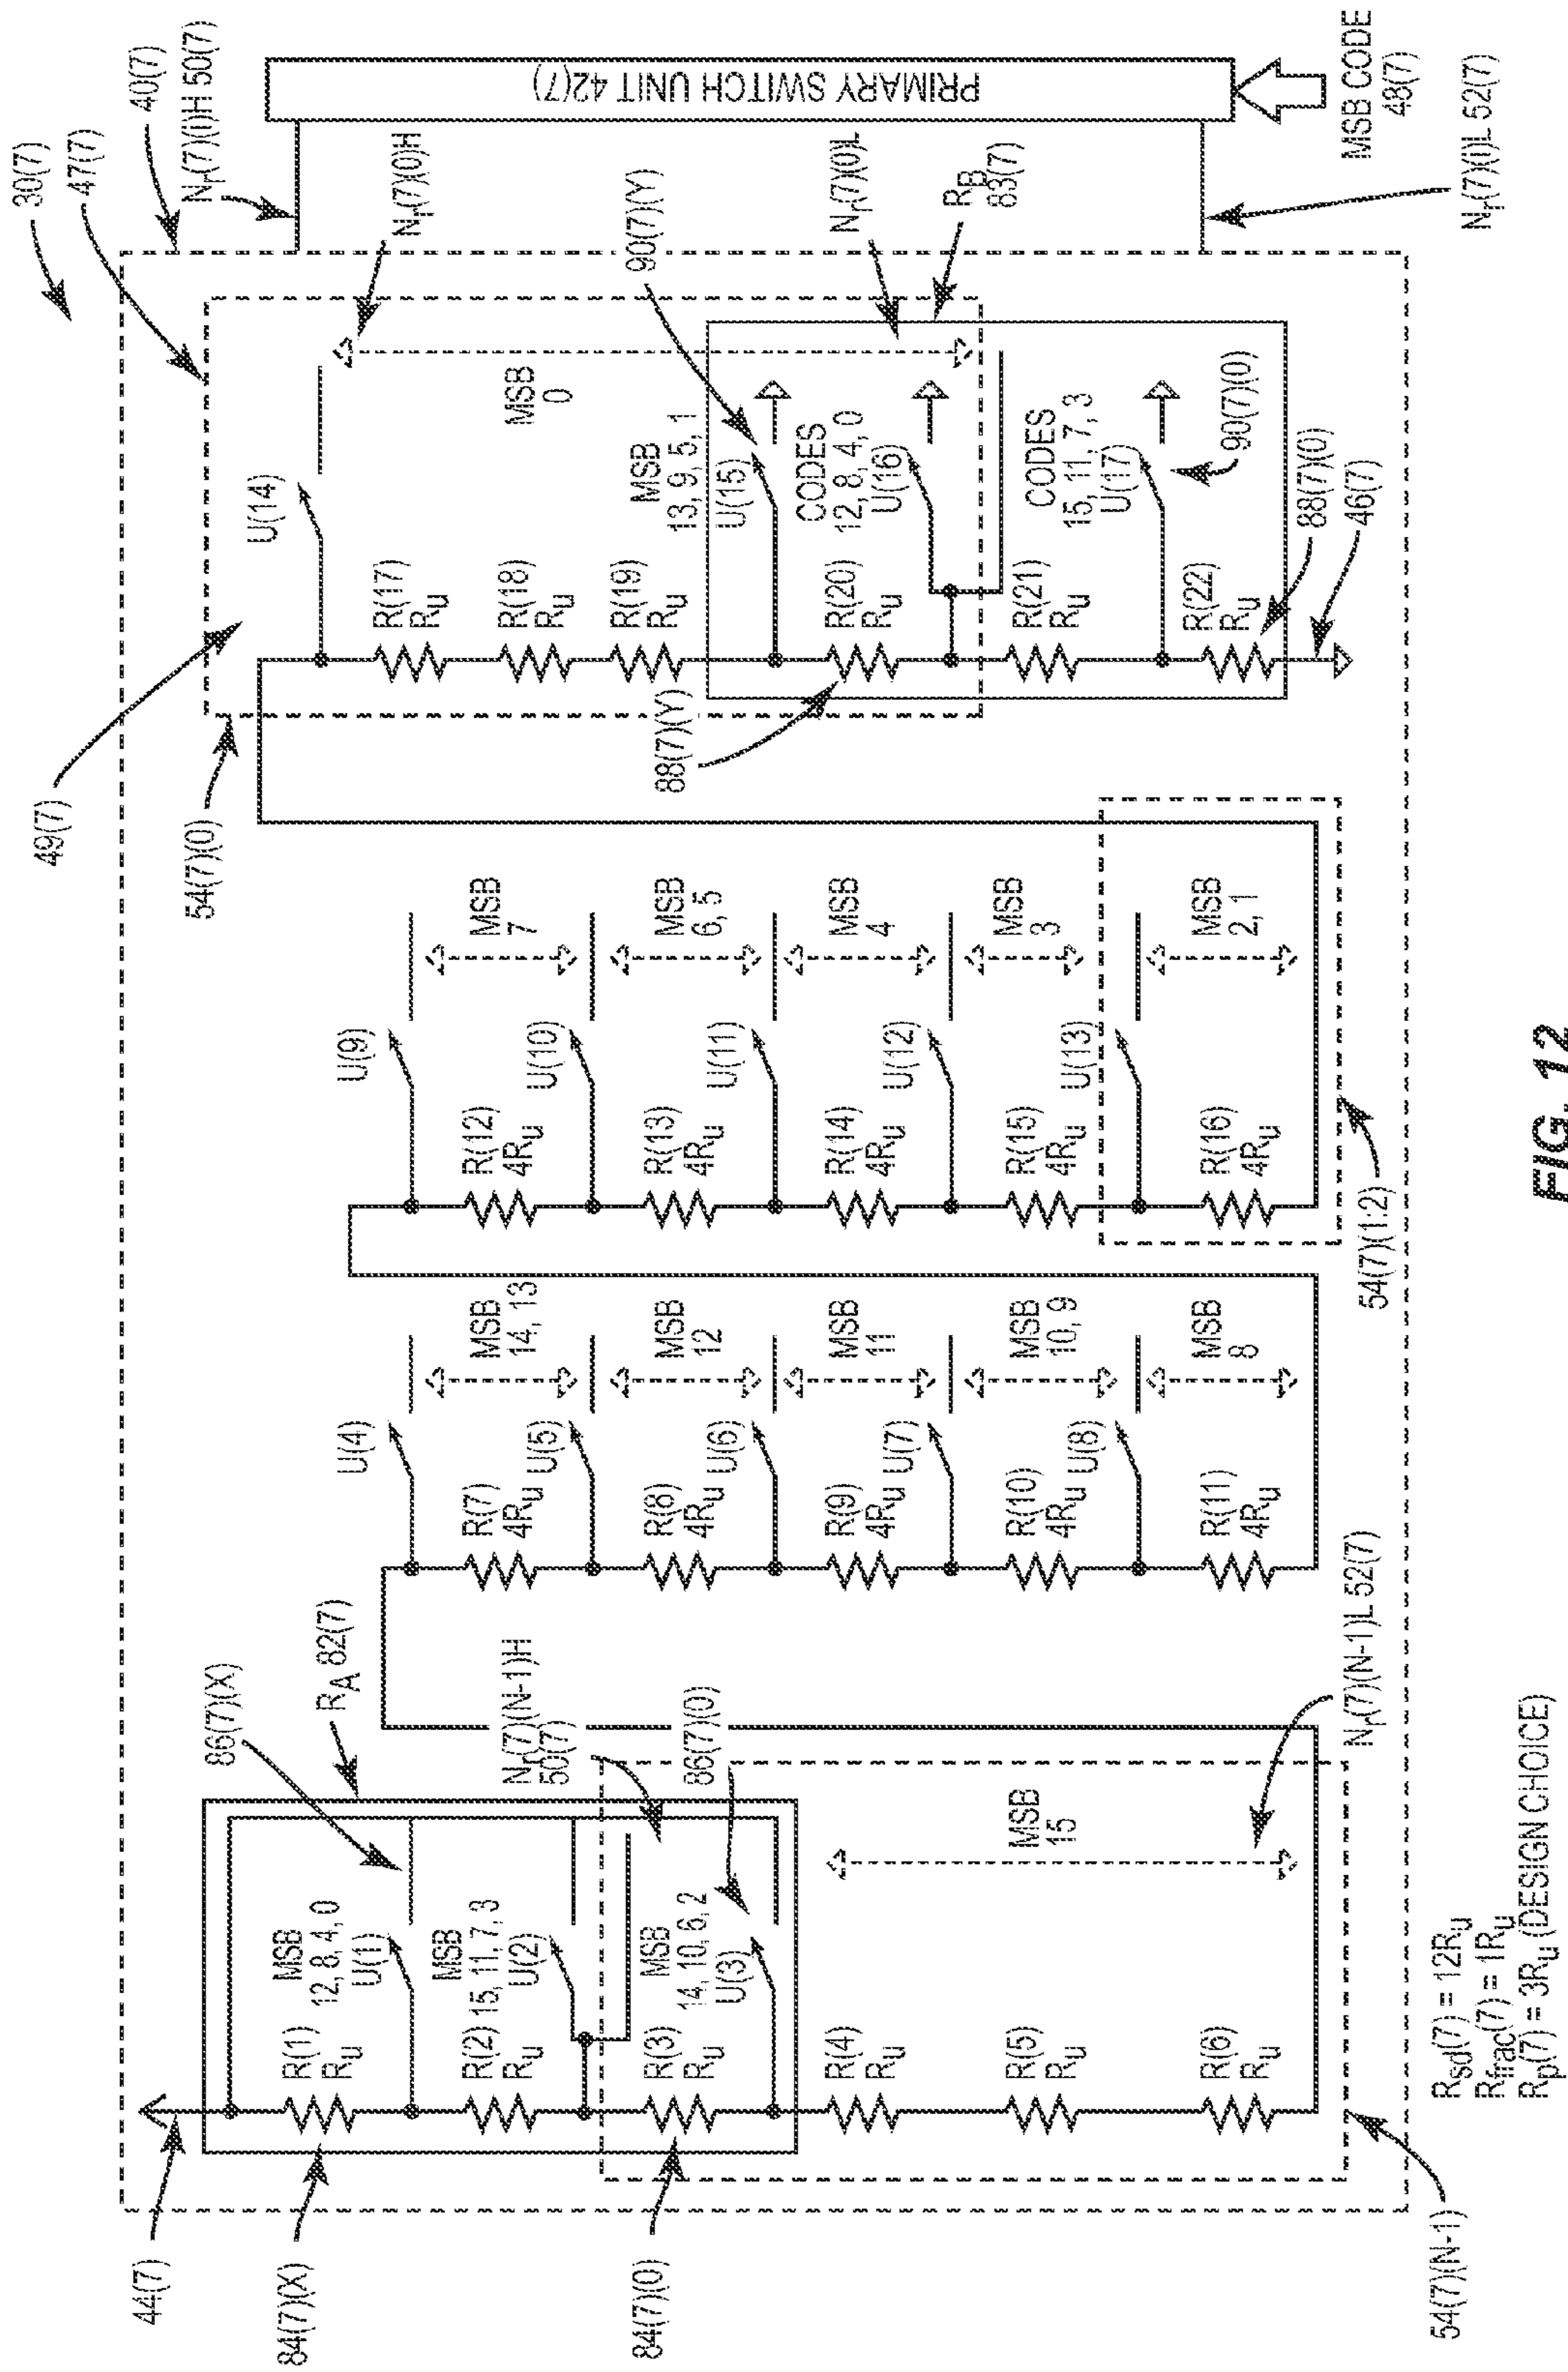 30(7)
47(7)
40(7)
Nr(7)(i)H 50(7)
49(7)
54(7)(0)
PRIMARY SWITCH UNIT 42(7)
MSB CODE
48(7)
Nr(7)(i)L 52(7)
Nr(7)(0)H
90(7)(Y)
Nr(7)(0)L
RB
83(7)
U(14)
MSB
0
R(17)
Ru
R(18)
Ru
R(19)
Ru
MSB
13, 9, 5, 1
U(15)
R(20)
Ru
CODES
12, 8, 4, 0
U(16)
R(21)
Ru
CODES
15, 11, 7, 3
U(17)
R(22)
Ru
90(7)(0)
88(7)(0)
46(7)
88(7)(Y)
U(9)
MSB
7
R(12)
4Ru
U(10)
MSB
6, 5
R(13)
4Ru
U(11)
MSB
4
R(14)
4Ru
U(12)
MSB
3
R(15)
4Ru
U(13)
MSB
2, 1
R(16)
4Ru
54(7)(1:2)
U(4)
MSB
14, 13
R(7)
4Ru
U(5)
MSB
12
R(8)
4Ru
U(6)
MSB
11
R(9)
4Ru
U(7)
MSB
10, 9
R(10)
4Ru
U(8)
MSB
8
R(11)
4Ru
RA 82(7)
86(7)(X)
Nr(7)(N-1)H
50(7)
86(7)(0)
Nr(7)(N-1)L 52(7)
MSB
12, 8, 4, 0
U(1)
R(1)
Ru
MSB
15, 11, 7, 3
U(2)
R(2)
Ru
MSB
14, 10, 6, 2
U(3)
R(3)
Ru
MSB
15
R(4)
Ru
R(5)
Ru
R(6)
Ru
44(7)
84(7)(X)
84(7)(0)
54(7)(N-1)
Rsd(7) = 12Ru
Rfrac(7) = 1Ru
Rp(7) = 3Ru (DESIGN CHOICE)
FIG. 12